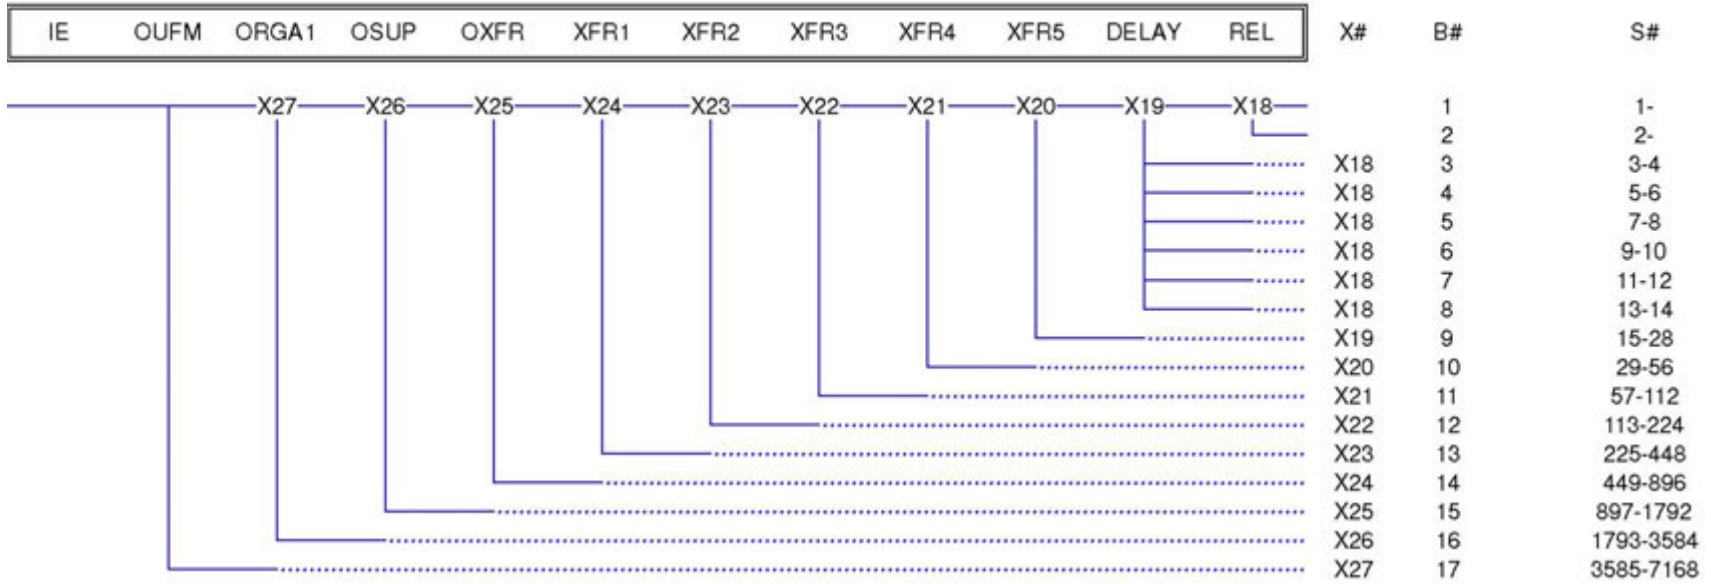 IE OUFM ORGA1 OSUP OXFR XFR1 XFR2 XFR3 XFR4 XFR5 DELAY REL X# B# S#
X27 X26 X25 X24 X23 X22 X21 X20 X19 X18 1 1-
2 2-
X18 3 3-4
X18 4 5-6
X18 5 7-8
X18 6 9-10
X18 7 11-12
X18 8 13-14
X19 9 15-28
X20 10 29-56
X21 11 57-112
X22 12 113-224
X23 13 225-448
X24 14 449-896
X25 15 897-1792
X26 16 1793-3584
X27 17 3585-7168